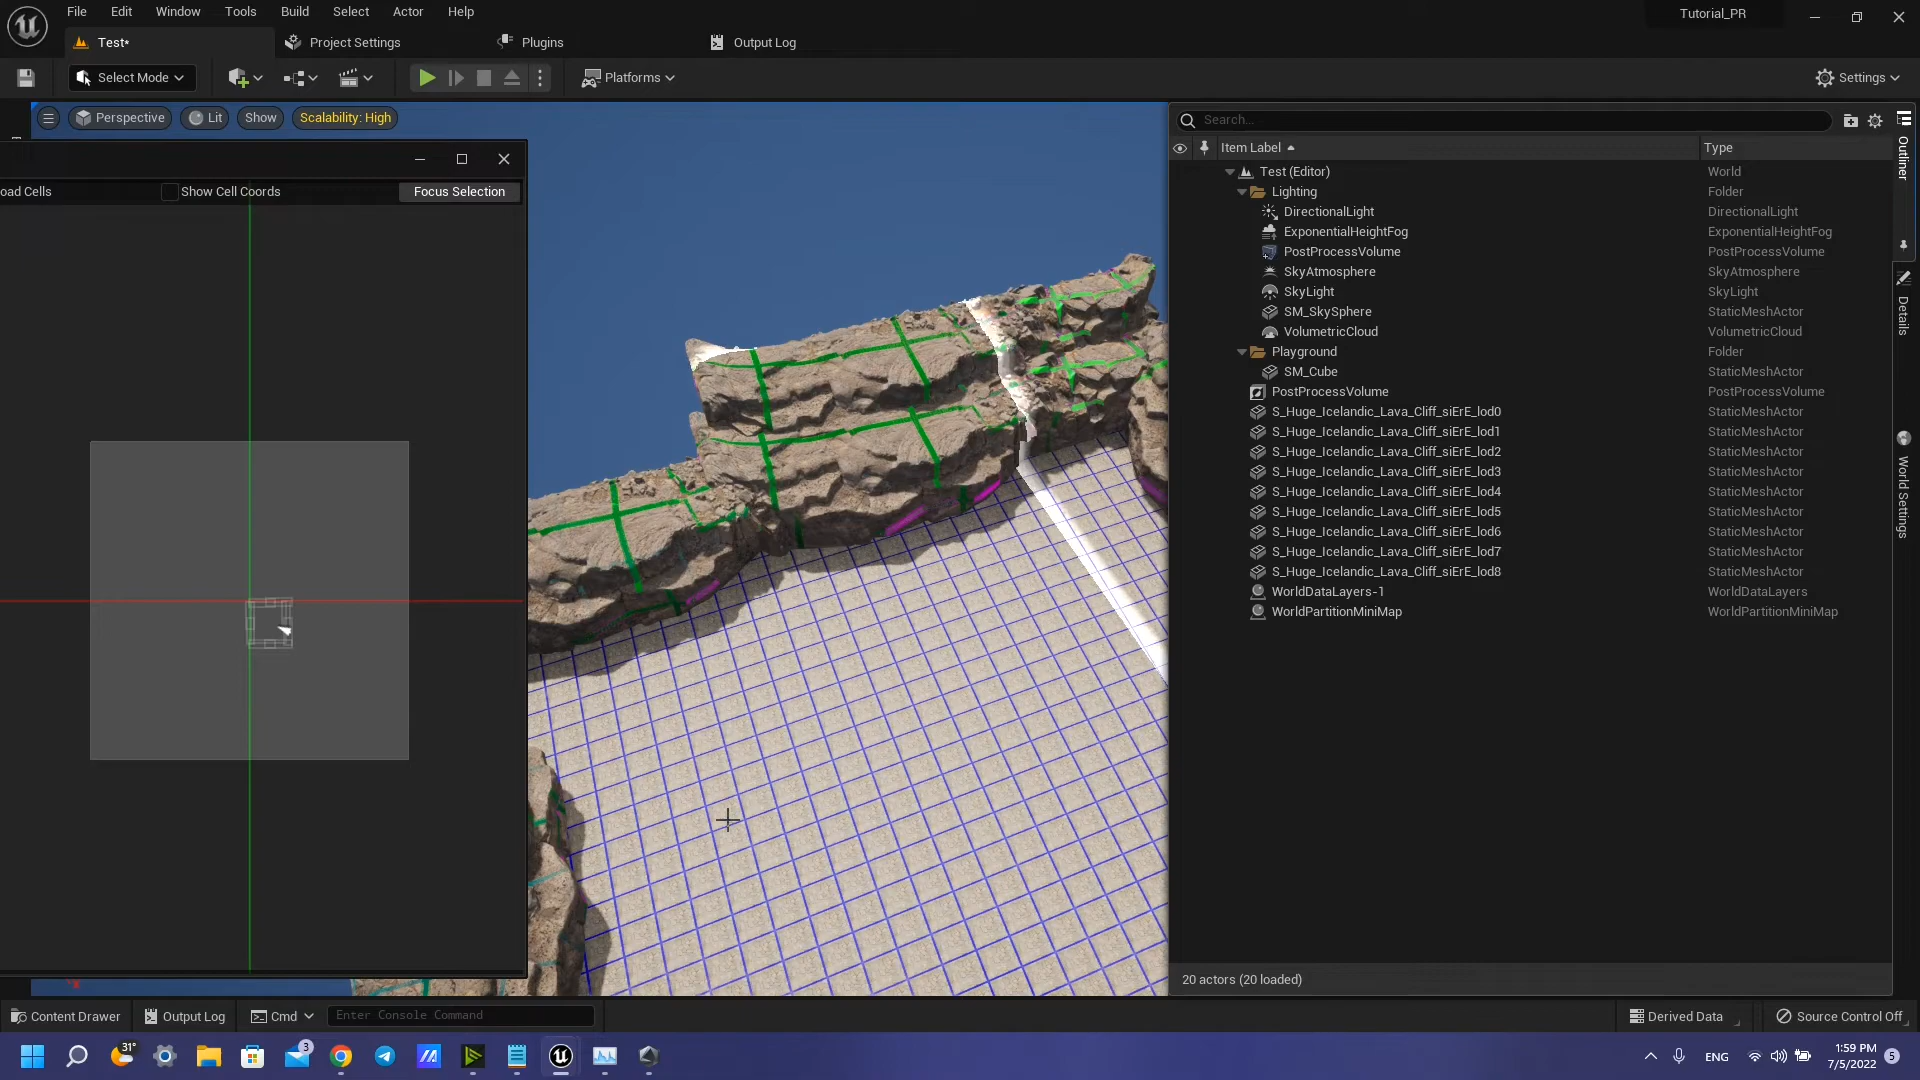 File Edit Window Tools Build Select Actor Help
Tutorial_PR
Test*
Project Settings
Plugins
Output Log
Select Mode
Platforms
Settings
Perspective
Lit
Show
Scalability: High
oad Cells
Show Cell Coords
Focus Selection
Search...
Item Label
Type
Test (Editor) World
Lighting Folder
DirectionalLight DirectionalLight
ExponentialHeightFog ExponentialHeightFog
PostProcessVolume PostProcessVolume
SkyAtmosphere SkyAtmosphere
SkyLight SkyLight
SM_SkySphere StaticMeshActor
VolumetricCloud VolumetricCloud
Playground Folder
SM_Cube StaticMeshActor
PostProcessVolume PostProcessVolume
S_Huge_Icelandic_Lava_Cliff_siErE_lod0 StaticMeshActor
S_Huge_Icelandic_Lava_Cliff_siErE_lod1 StaticMeshActor
S_Huge_Icelandic_Lava_Cliff_siErE_lod2 StaticMeshActor
S_Huge_Icelandic_Lava_Cliff_siErE_lod3 StaticMeshActor
S_Huge_Icelandic_Lava_Cliff_siErE_lod4 StaticMeshActor
S_Huge_Icelandic_Lava_Cliff_siErE_lod5 StaticMeshActor
S_Huge_Icelandic_Lava_Cliff_siErE_lod6 StaticMeshActor
S_Huge_Icelandic_Lava_Cliff_siErE_lod7 StaticMeshActor
S_Huge_Icelandic_Lava_Cliff_siErE_lod8 StaticMeshActor
WorldDataLayers-1 WorldDataLayers
WorldPartitionMiniMap WorldPartitionMiniMap
20 actors (20 loaded)
Outliner
Details
World Settings
x
Content Drawer
Output Log
Cmd
Enter Console Command
Derived Data
Source Control Off
31°
3
ENG
1:59 PM
7/5/2022
5